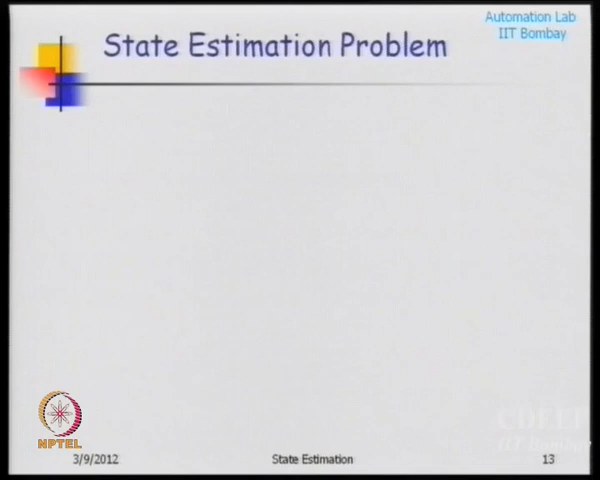 Automation Lab
IIT Bombay
State Estimation Problem
CDEEP
IIT Bombay
NPTEL
3/9/2012 State Estimation 13